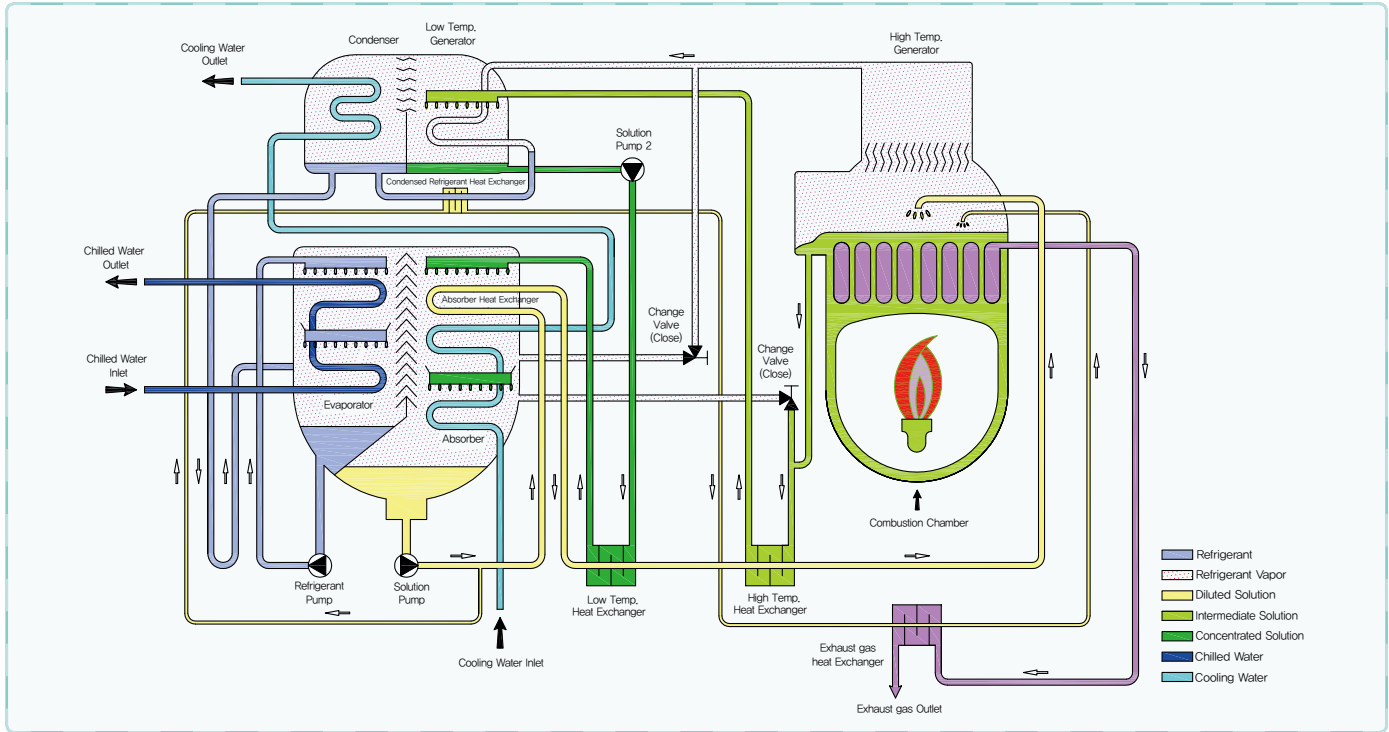 Condenser
Low Temp.
Generator
High Temp.
Generator
Cooling Water
Outlet
Solution
Pump 2
Condensed Refrigerant Heat Exchanger
Chilled Water
Outlet
Absorber Heat Exchanger
Change
Valve
(Close)
Change
Valve
(Close)
Chilled Water
Inlet
Evaporator
Absorber
Combustion Chamber
Refrigerant
Pump
Solution
Pump
Low Temp.
Heat Exchanger
High Temp.
Heat Exchanger
Cooling Water Inlet
Exhaust gas
heat Exchanger
Exhaust gas Outlet
Refrigerant
Refrigerant Vapor
Diluted Solution
Intermediate Solution
Concentrated Solution
Chilled Water
Cooling Water